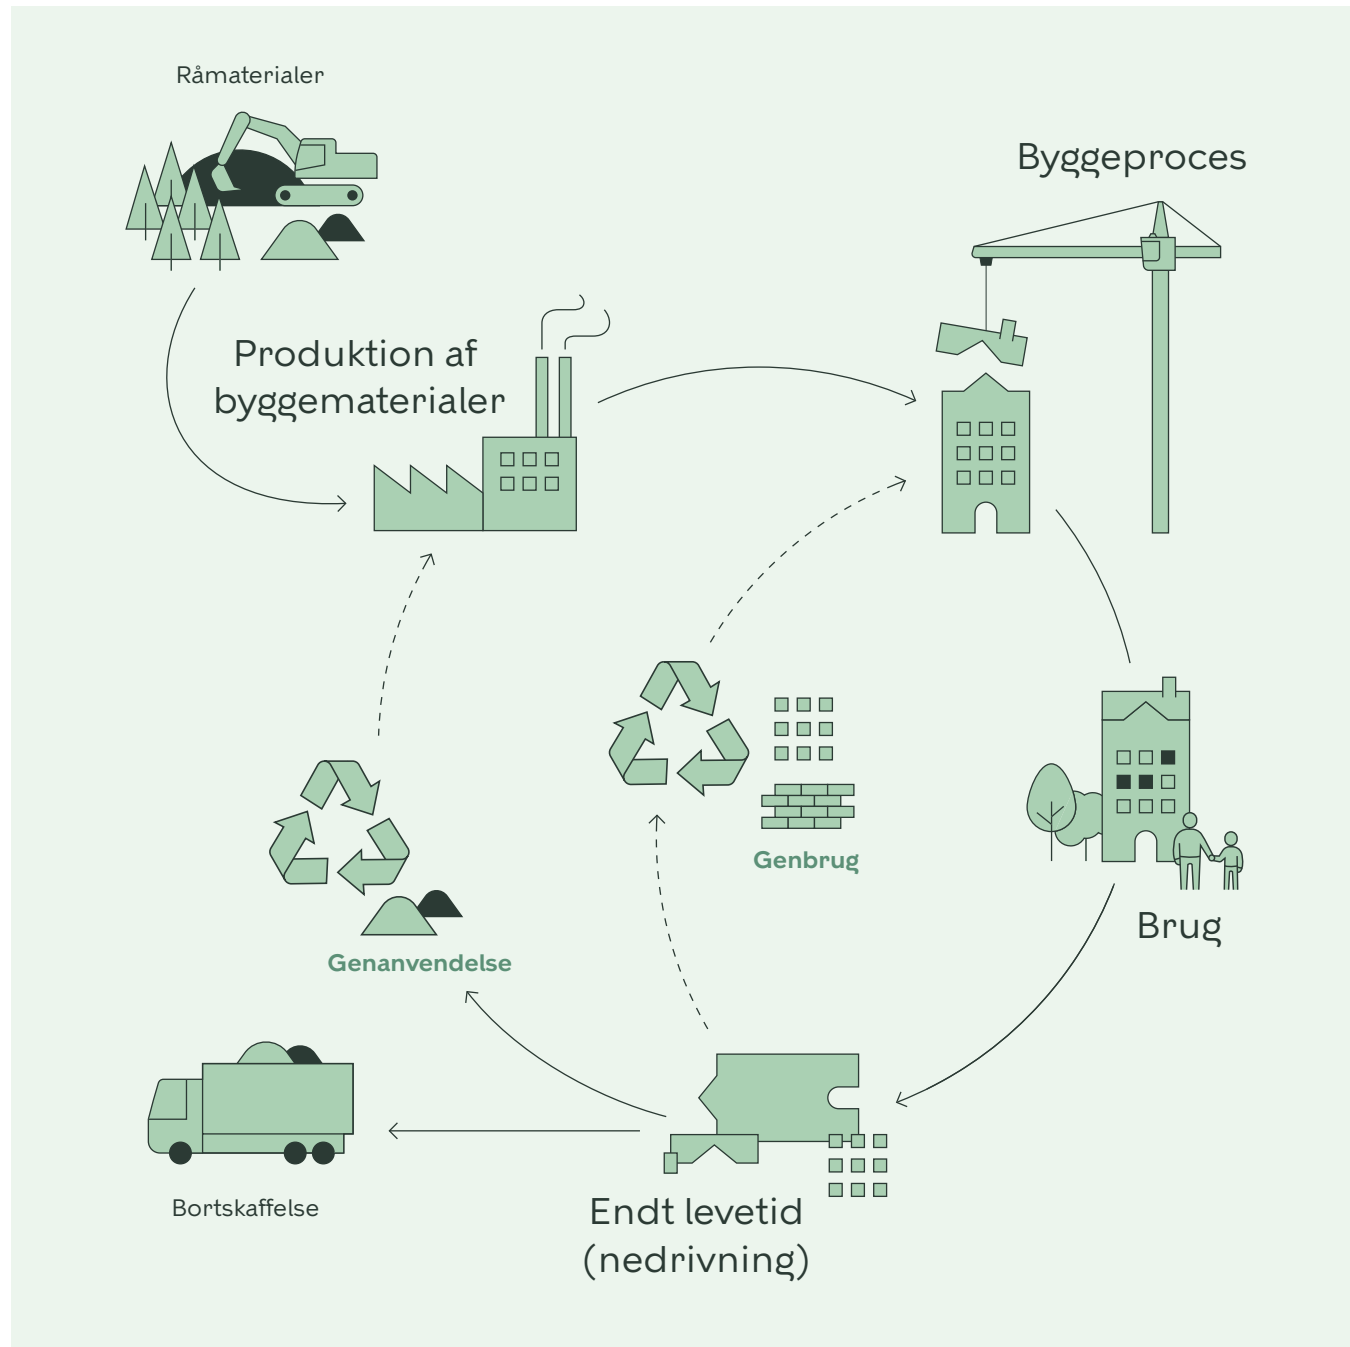 Råmaterialer
Byggeproces
Produktion af
byggematerialer
Genbrug
Brug
Genanvendelse
Bortskaffelse
Endt levetid
(nedrivning)